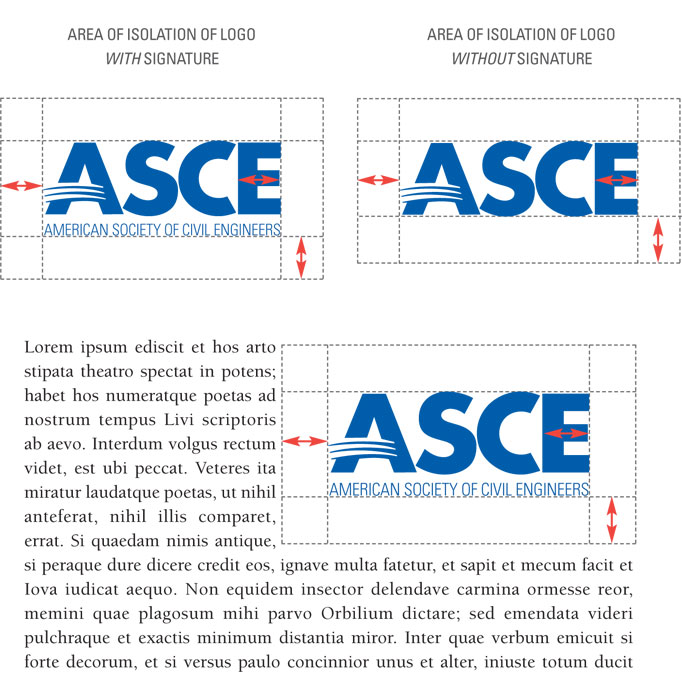 AREA OF ISOLATION OF LOGO
WITH SIGNATURE
AREA OF ISOLATION OF LOGO
WITHOUT SIGNATURE
ASCE
AMERICAN SOCIETY OF CIVIL ENGINEERS
ASCE
Lorem ipsum ediscit et hos arto
stipata theatro spectat in potens;
habet hos numeratque poetas ad
nostrum tempus Livi scriptoris
ab aevo. Interdum volgus rectum
videt, est ubi peccat. Veteres ita
miratur laudatque poetas, ut nihil
anteferat, nihil illis comparet,
errat. Si quaedam nimis antique,
ASCE
AMERICAN SOCIETY OF CIVIL ENGINEERS
si peraque dure dicere credit eos, ignave multa fatetur, et sapit et mecum facit et
Iova iudicat aequo. Non equidem insector delendave carmina ormesse reor,
memini quae plagosum mihi parvo Orbilium dictare; sed emendata videri
pulchraque et exactis minimum distantia miror. Inter quae verbum emicuit si
forte decorum, et si versus paulo concinnior unus et alter, iniuste totum ducit